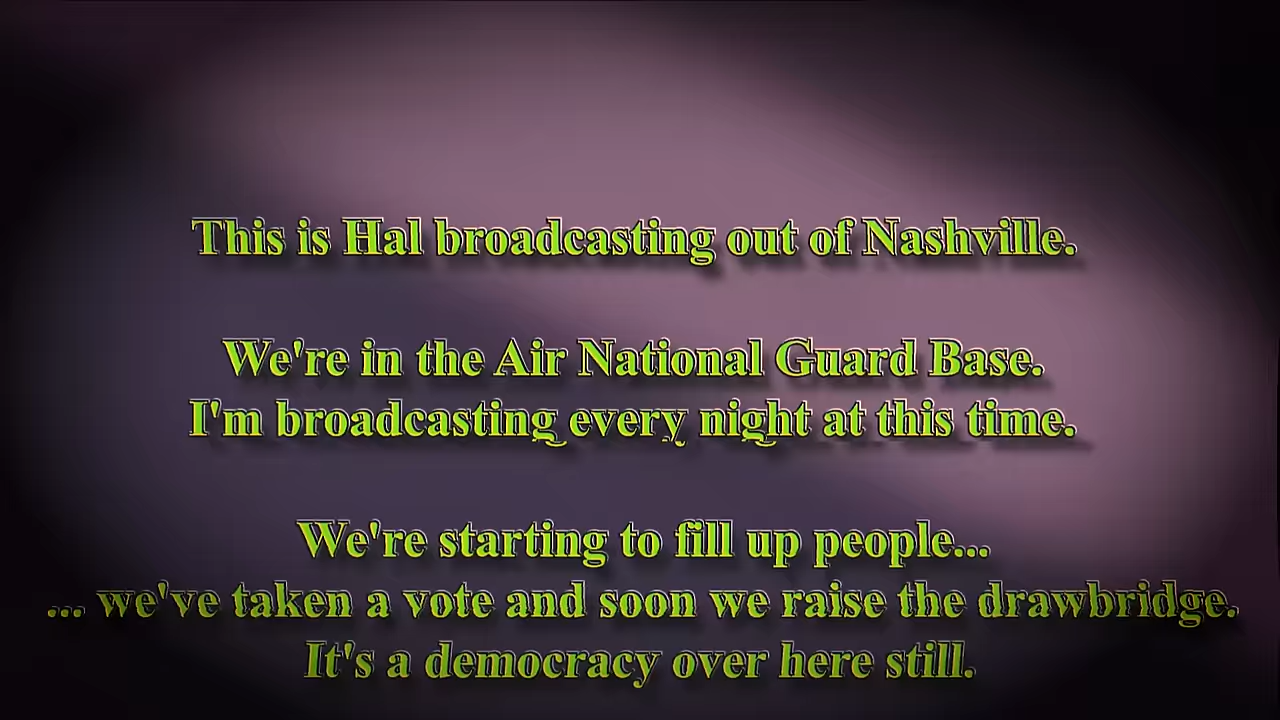 This is Hal broadcasting out of Nashville.
We're in the Air National Guard Base.
I'm broadcasting every night at this time.
We're starting to fill up people...
... we've taken a vote and soon we raise the drawbridge.
It's a democracy over here still.